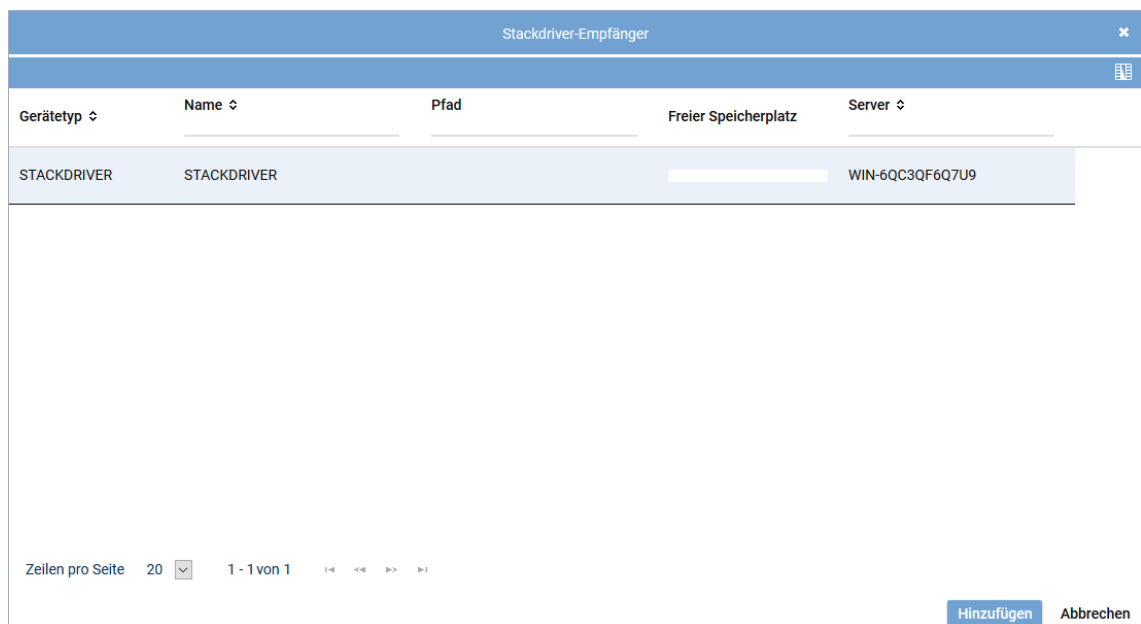 Stackdriver-Empfänger
Gerätetyp Name Pfad Freier Speicherplatz Server
STACKDRIVER STACKDRIVER WIN-6QC3QF6Q7U9
Zeilen pro Seite 20 1 - 1 von 1
Hinzufügen Abbrechen